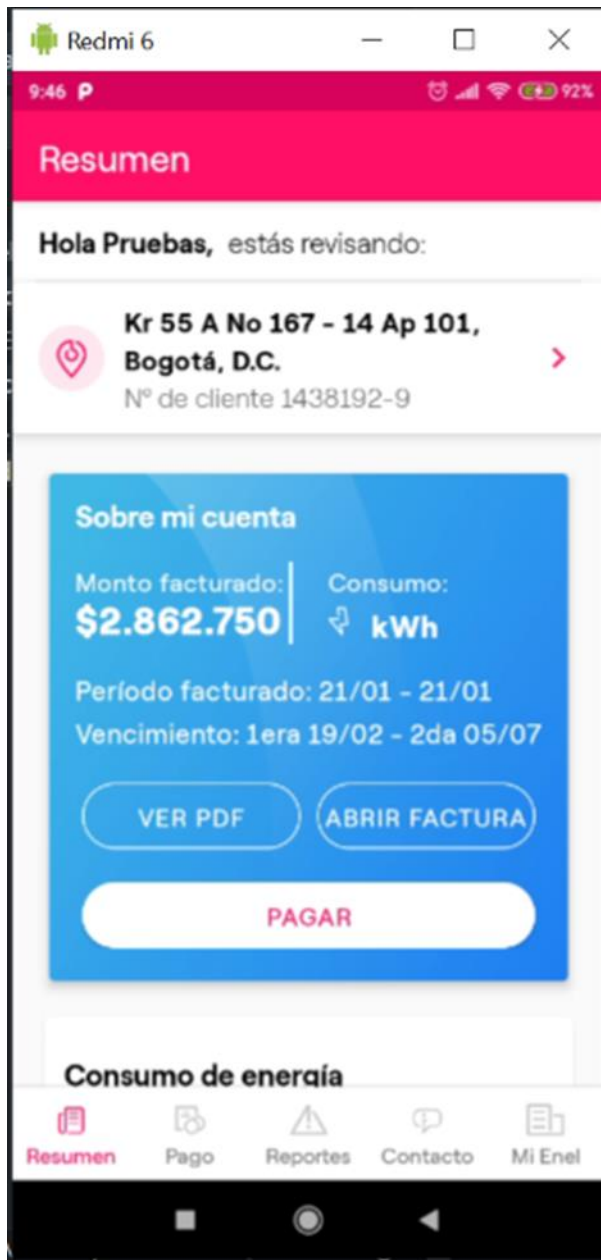 Redmi 6
9:46 P 92%
Resumen
Hola Pruebas, estás revisando:
Kr 55 A No 167 - 14 Ap 101,
Bogotá, D.C.
Nº de cliente 1438192-9
Sobre mi cuenta
Monto facturado: Consumo:
$2.862.750 kWh
Período facturado: 21/01 - 21/01
Vencimiento: 1era 19/02 - 2da 05/07
VER PDF ABRIR FACTURA
PAGAR
Consumo de energía
Resumen Pago Reportes Contacto Mi Enel